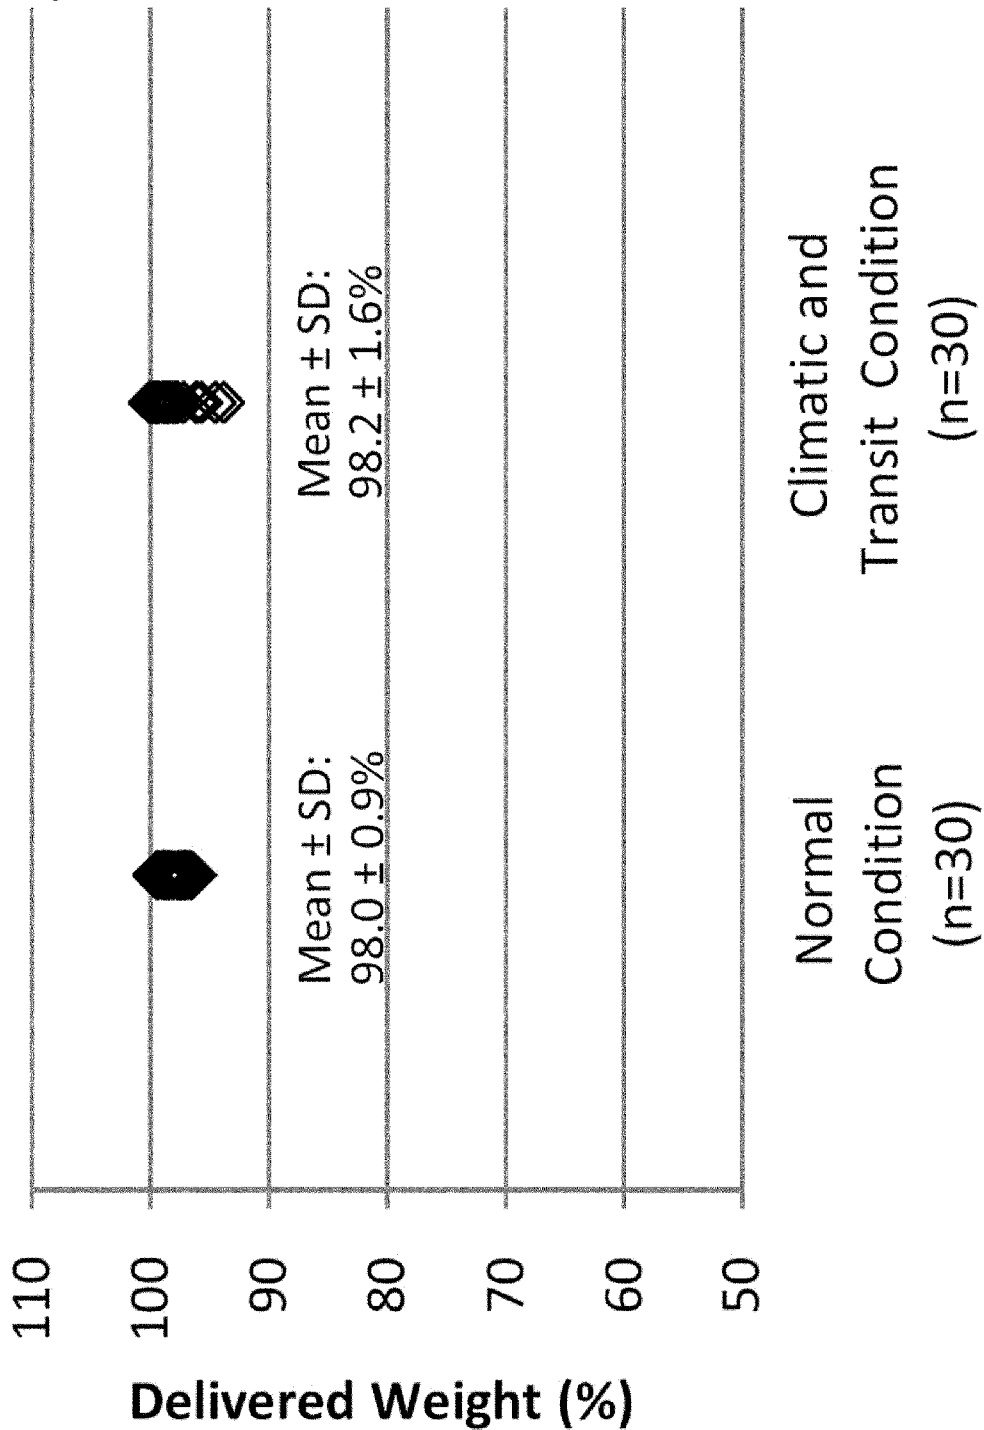 Delivered Weight (%)
110
100
90
80
70
60
50
Mean ± SD:
98.0 ± 0.9%
Mean ± SD:
98.2 ± 1.6%
Normal
Condition
(n=30)
Climatic and
Transit Condition
(n=30)